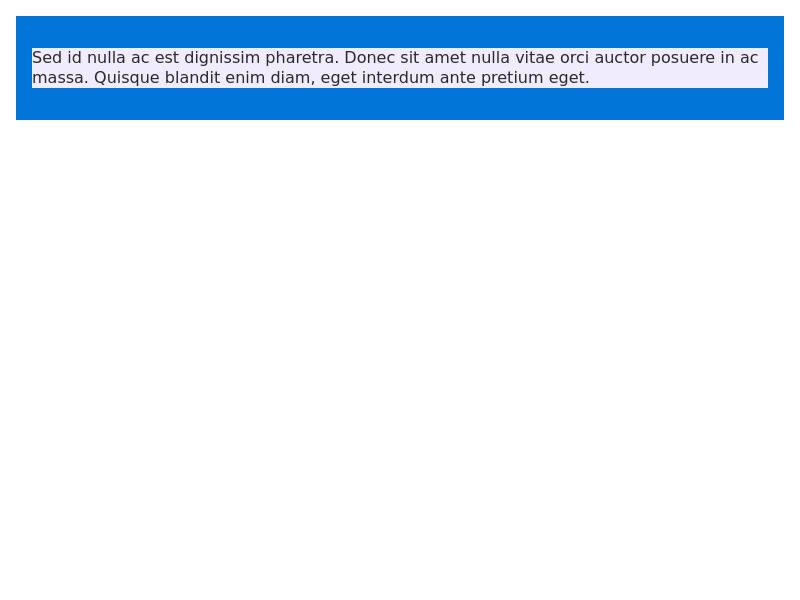 Sed id nulla ac est dignissim pharetra. Donec sit amet nulla vitae orci auctor posuere in ac
massa. Quisque blandit enim diam, eget interdum ante pretium eget.